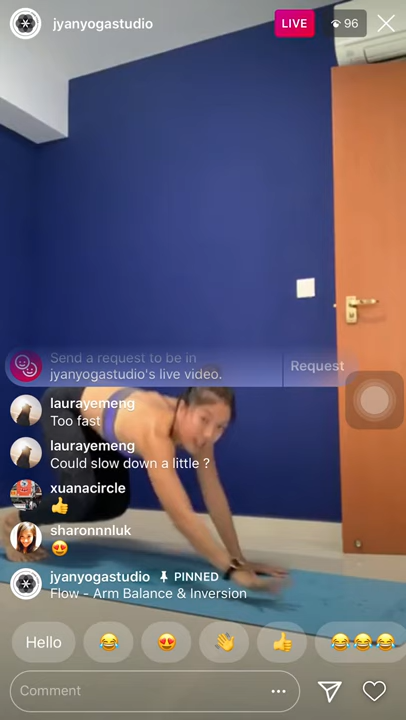 jyanyogastudio
LIVE
96
Send a request to be in
jyanyogastudio's live video.
Request
laurayemeng
Too fast
laurayemeng
Could slow down a little ?
xuanacircle
👍
sharonnnluk
😍
jyanyogastudio PINNED
Flow - Arm Balance & Inversion
Hello 😂 😍 👋 👍 😂😂😂
Comment